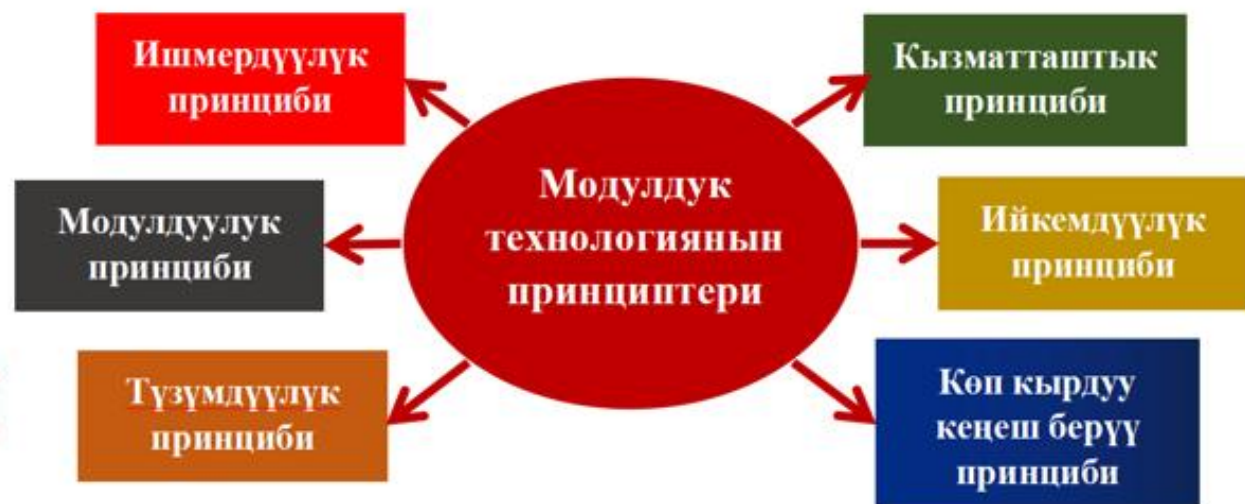 Ишмердүүлүк
принциби
Кызматташтык
принциби
Модулдук
технологиянын
принциптери
Модулдуулук
принциби
Ийкемдүүлүк
принциби
Түзүмдүүлүк
принциби
Көп кырдуу
кеңеш берүү
принциби